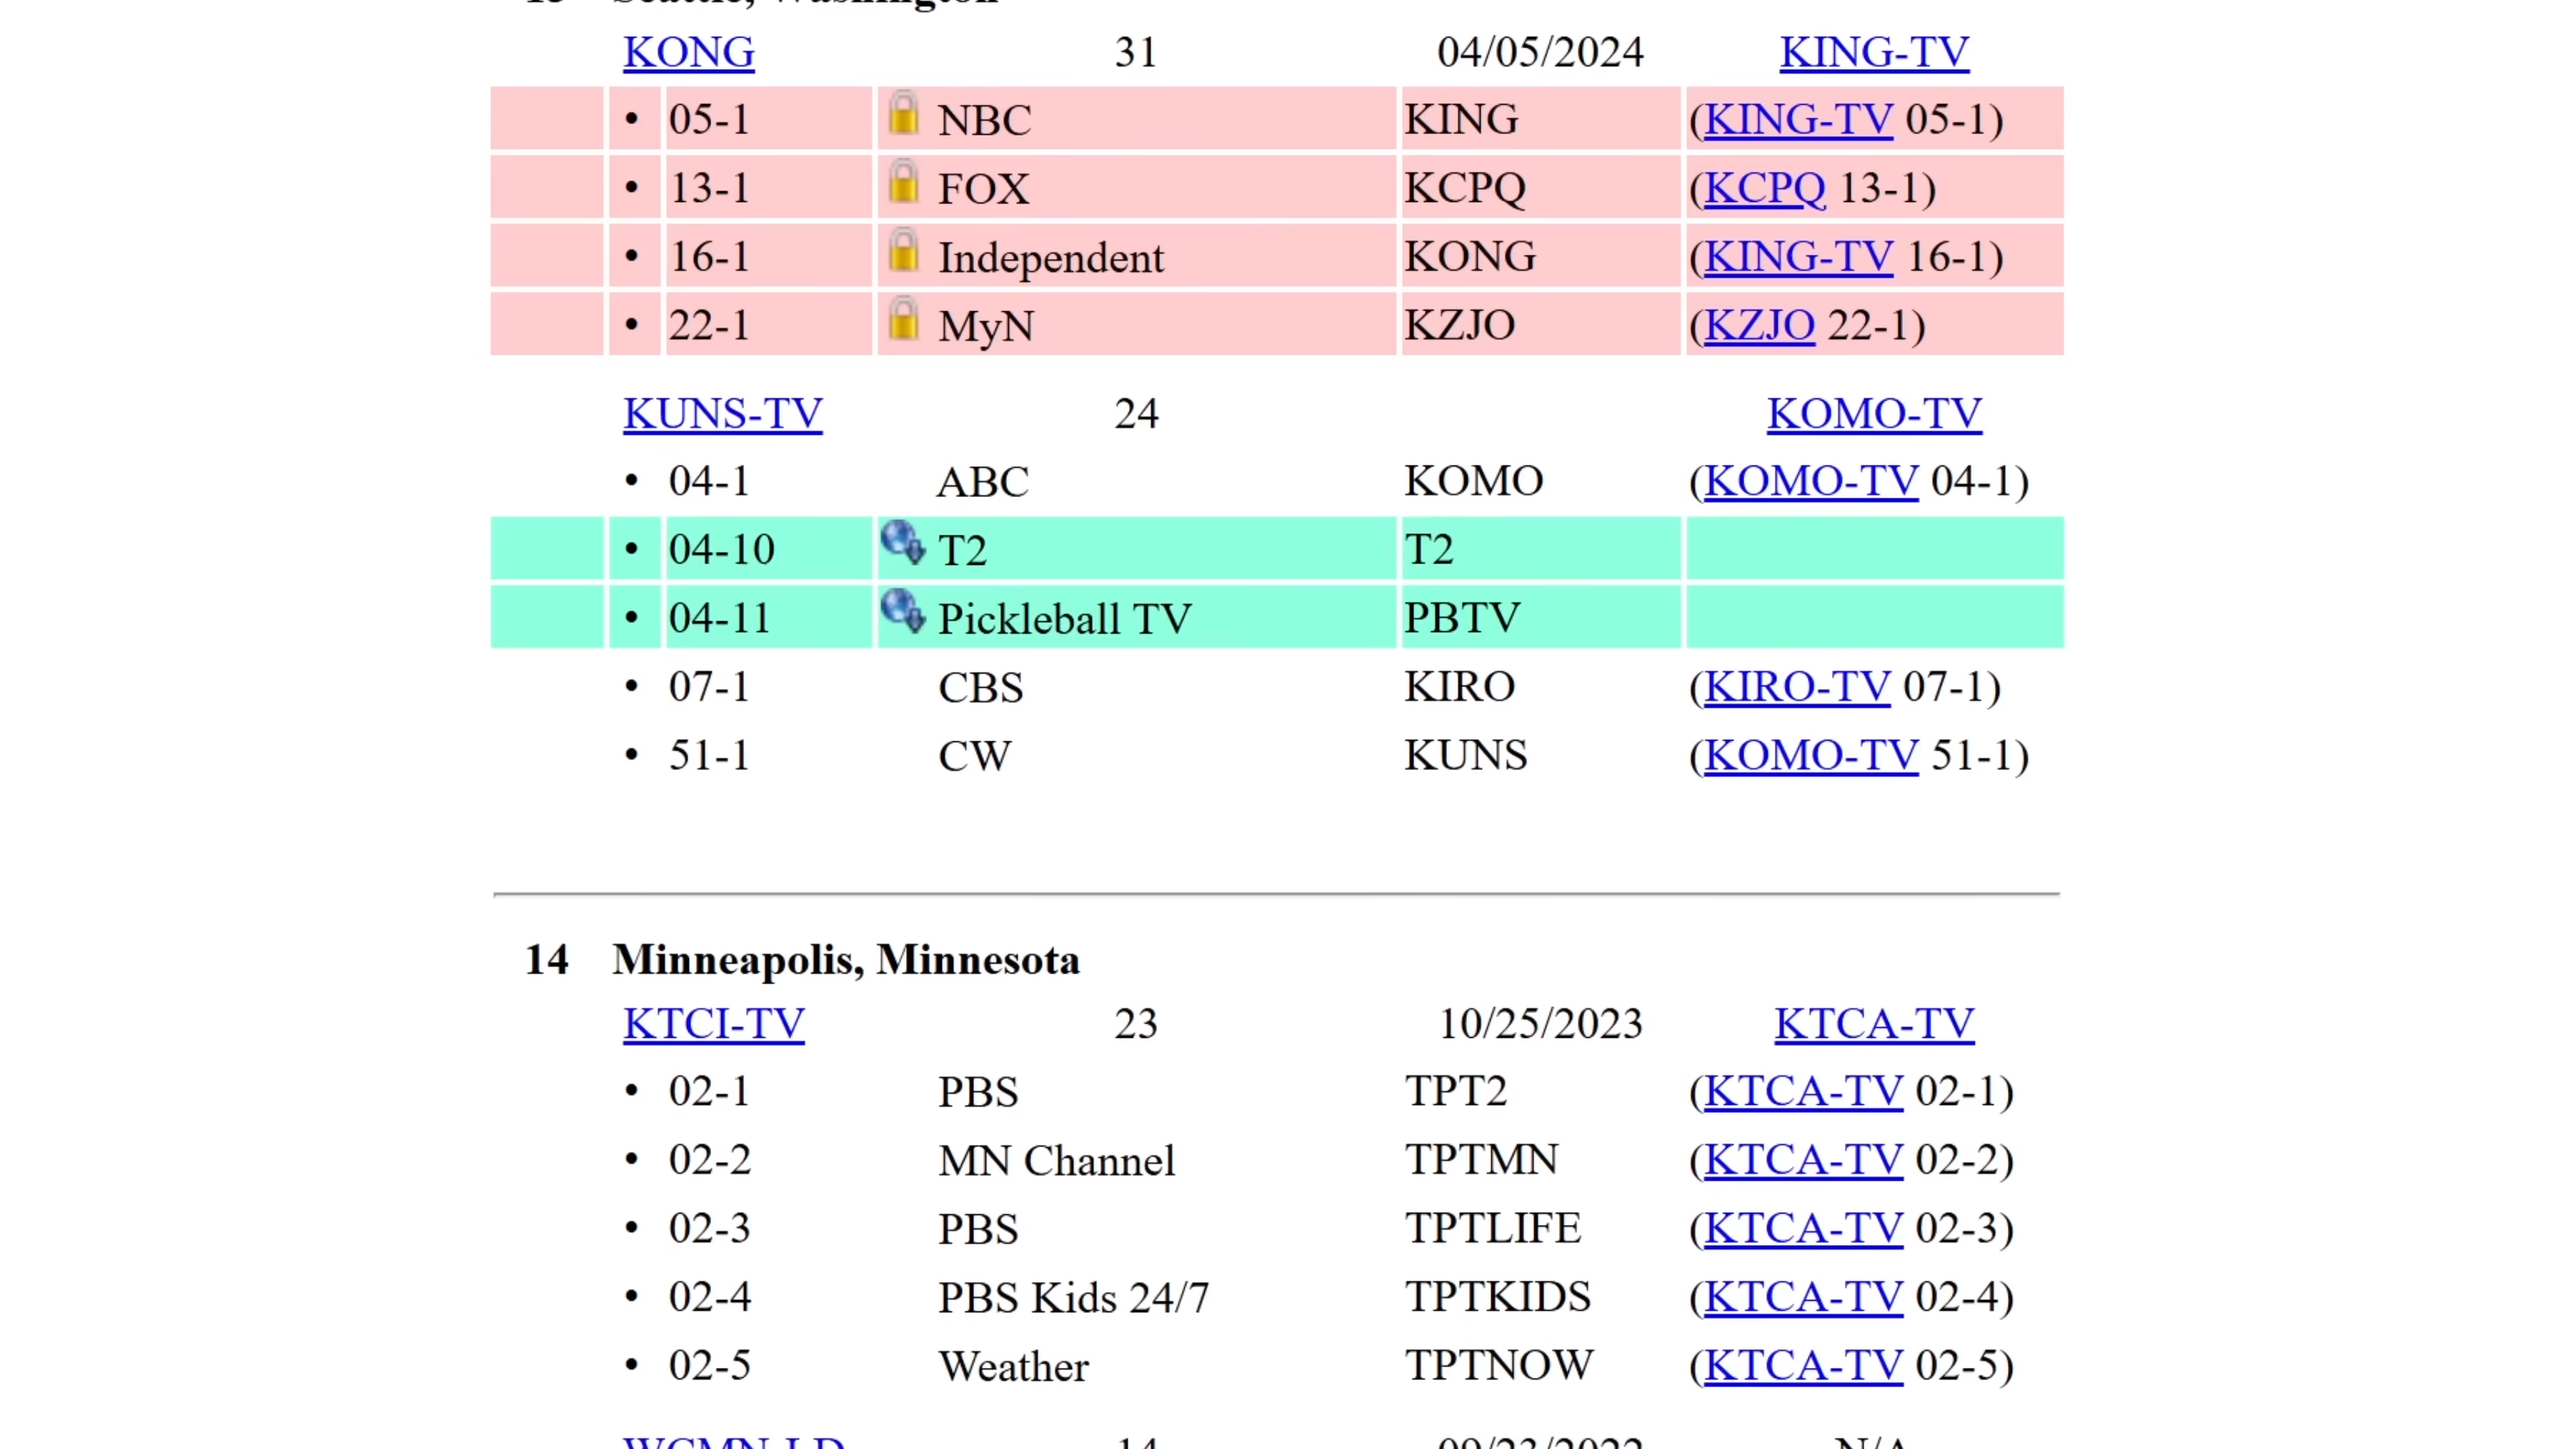 Seattle, Washington
KONG 31 04/05/2024 KING-TV
• 05-1 NBC KING (KING-TV 05-1)
• 13-1 FOX KCPQ (KCPQ 13-1)
• 16-1 Independent KONG (KING-TV 16-1)
• 22-1 MyN KZJO (KZJO 22-1)
KUNS-TV 24 KOMO-TV
• 04-1 ABC KOMO (KOMO-TV 04-1)
• 04-10 T2 T2
• 04-11 Pickleball TV PBTV
• 07-1 CBS KIRO (KIRO-TV 07-1)
• 51-1 CW KUNS (KOMO-TV 51-1)
14 Minneapolis, Minnesota
KTCI-TV 23 10/25/2023 KTCA-TV
• 02-1 PBS TPT2 (KTCA-TV 02-1)
• 02-2 MN Channel TPTMN (KTCA-TV 02-2)
• 02-3 PBS TPTLIFE (KTCA-TV 02-3)
• 02-4 PBS Kids 24/7 TPTKIDS (KTCA-TV 02-4)
• 02-5 Weather TPTNOW (KTCA-TV 02-5)
14 N/A